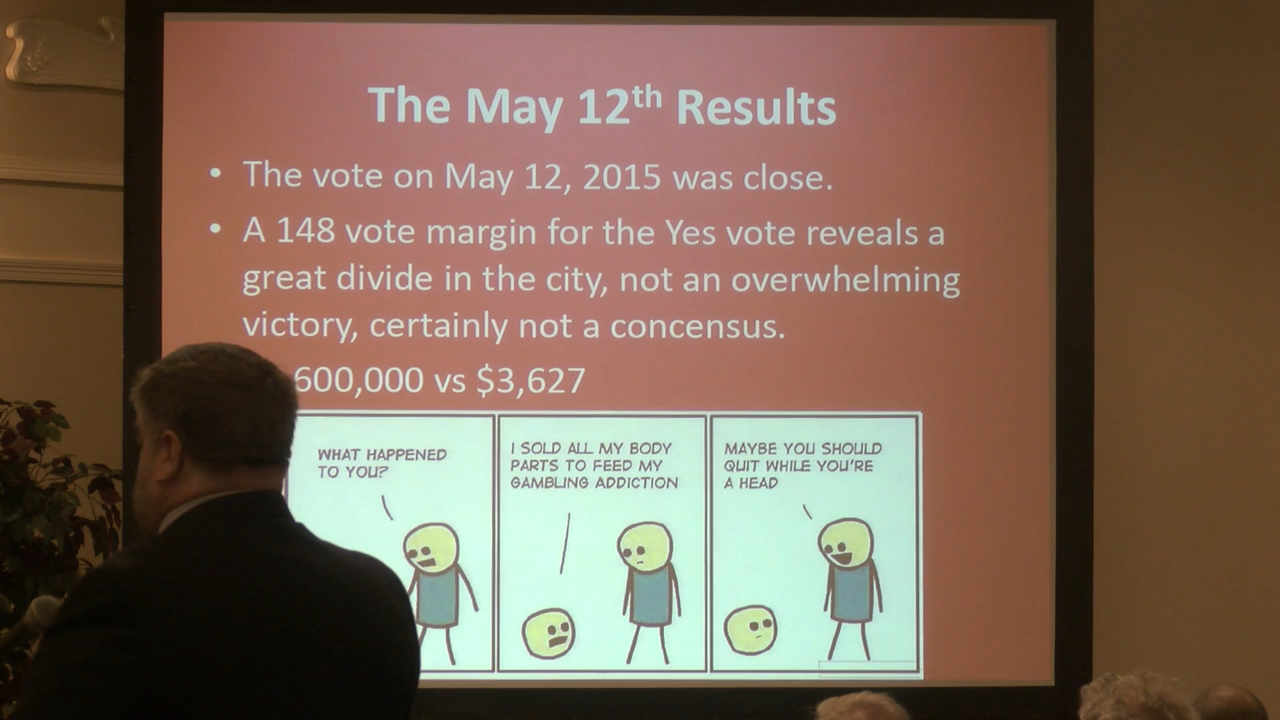 The May 12th Results
• The vote on May 12, 2015 was close.
• A 148 vote margin for the Yes vote reveals a
great divide in the city, not an overwhelming
victory, certainly not a concensus.
600,000 vs $3,627
WHAT HAPPENED
TO YOU?
I SOLD ALL MY BODY
PARTS TO FEED MY
GAMBLING ADDICTION
MAYBE YOU SHOULD
QUIT WHILE YOU'RE
A HEAD